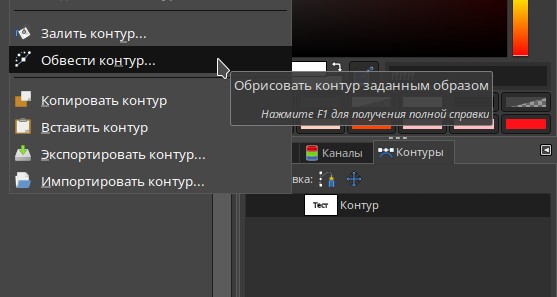 Залить контур...
Обвести контур...
Обрисовать контур заданным образом
Нажмите F1 для получения полной справки
Копировать контур
Вставить контур
Экспортировать контур...
Импортировать контур...
Каналы
Контуры
вка:
Тест
Контур